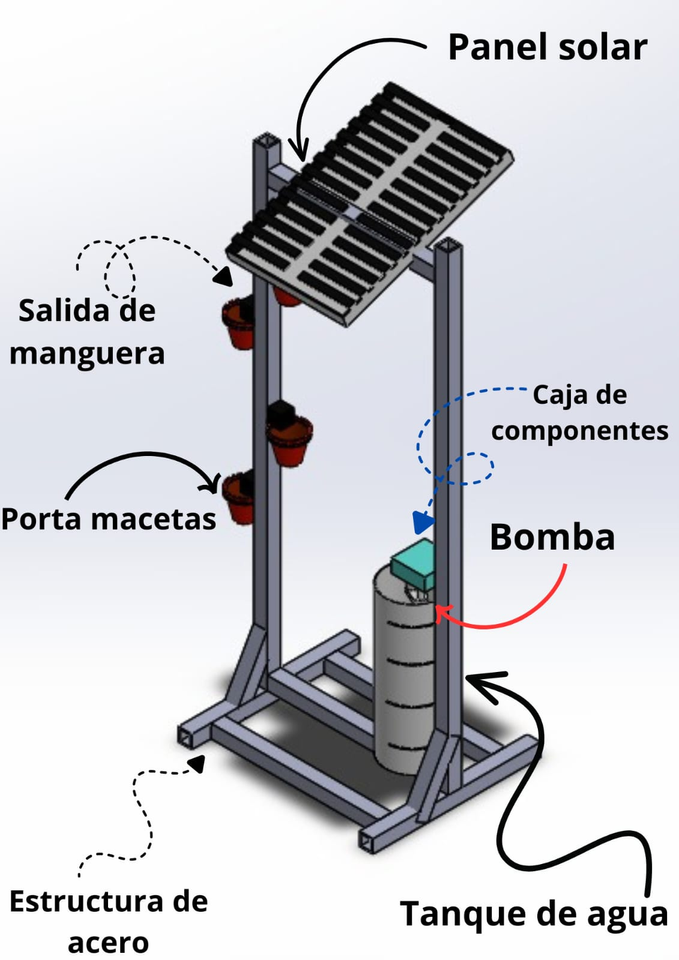 Panel solar
Salida de
manguera
Caja de
componentes
Porta macetas
Bomba
Estructura de
acero
Tanque de agua